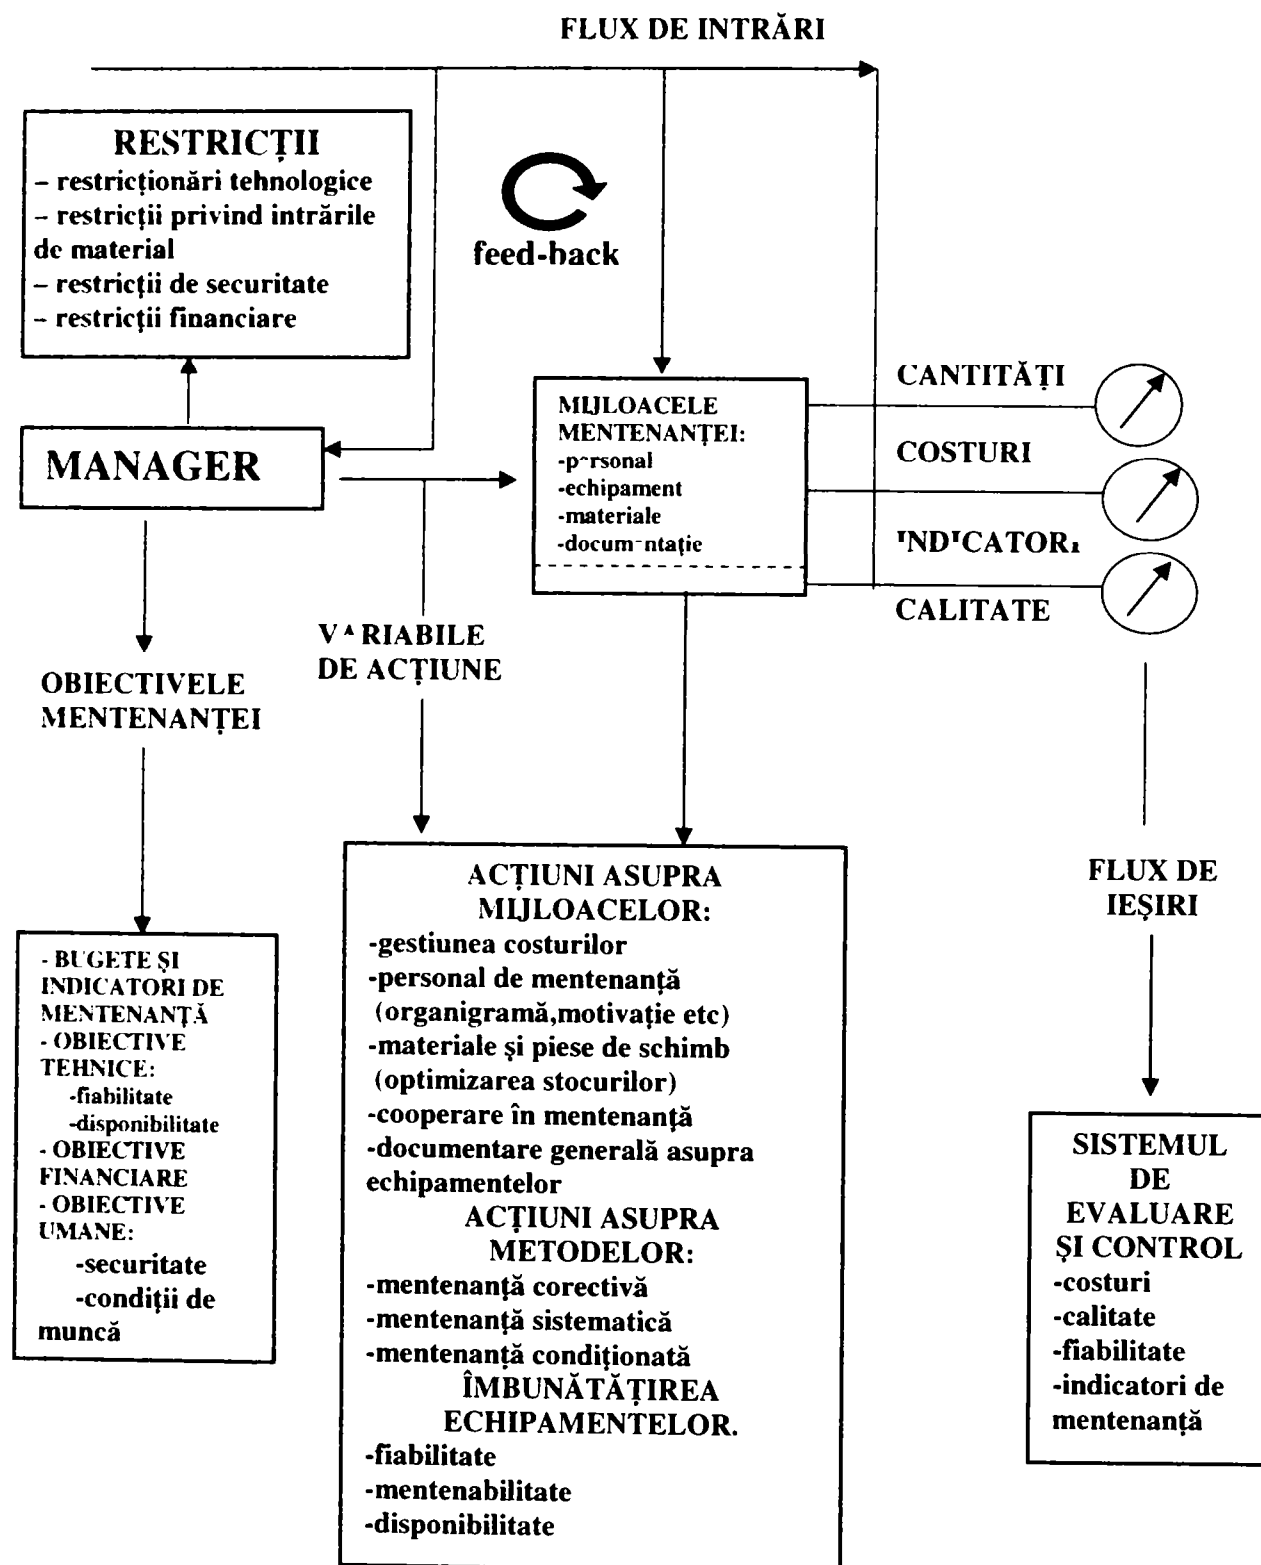 FLUX DE INTRĂRI
RESTRICȚII
– restricționări tehnologice
– restricții privind intrările
de material
– restricții de securitate
– restricții financiare
feed-back
MANAGER
MIJLOACELE
MENTENANȚEI:
-personal
-echipament
-materiale
-documentație
CANTITĂȚI
COSTURI
INDICATORI
CALITATE
VARIABILE
DE ACȚIUNE
OBIECTIVELE
MENTENANȚEI
- BUGETE ȘI
INDICATORI DE
MENTENANȚĂ
- OBIECTIVE
TEHNICE:
-fiabilitate
-disponibilitate
- OBIECTIVE
FINANCIARE
- OBIECTIVE
UMANE:
-securitate
-condiții de
muncă
ACȚIUNI ASUPRA
MIJLOACELOR:
-gestiunea costurilor
-personal de mentenanță
(organigramă,motivație etc)
-materiale și piese de schimb
(optimizarea stocurilor)
-cooperare în mentenanță
-documentare generală asupra
echipamentelor
ACȚIUNI ASUPRA
METODELOR:
-mentenanță corectivă
-mentenanță sistematică
-mentenanță condiționată
ÎMBUNĂTĂȚIREA
ECHIPAMENTELOR.
-fiabilitate
-mentenabilitate
-disponibilitate
FLUX DE
IEȘIRI
SISTEMUL
DE
EVALUARE
ȘI CONTROL
-costuri
-calitate
-fiabilitate
-indicatori de
mentenanță